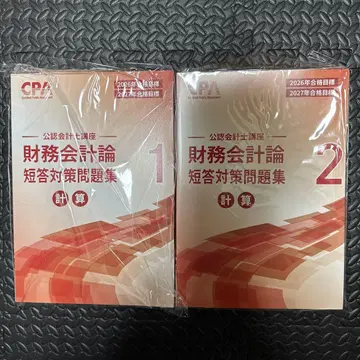 CPA
2026年合格目標
2027年合格目標
公認会計士講座
財務会計論
短答対策問題集
計算
1
CPA
2026年合格目標
2027年合格目標
公認会計士講座
財務会計論
短答対策問題集
計算
2